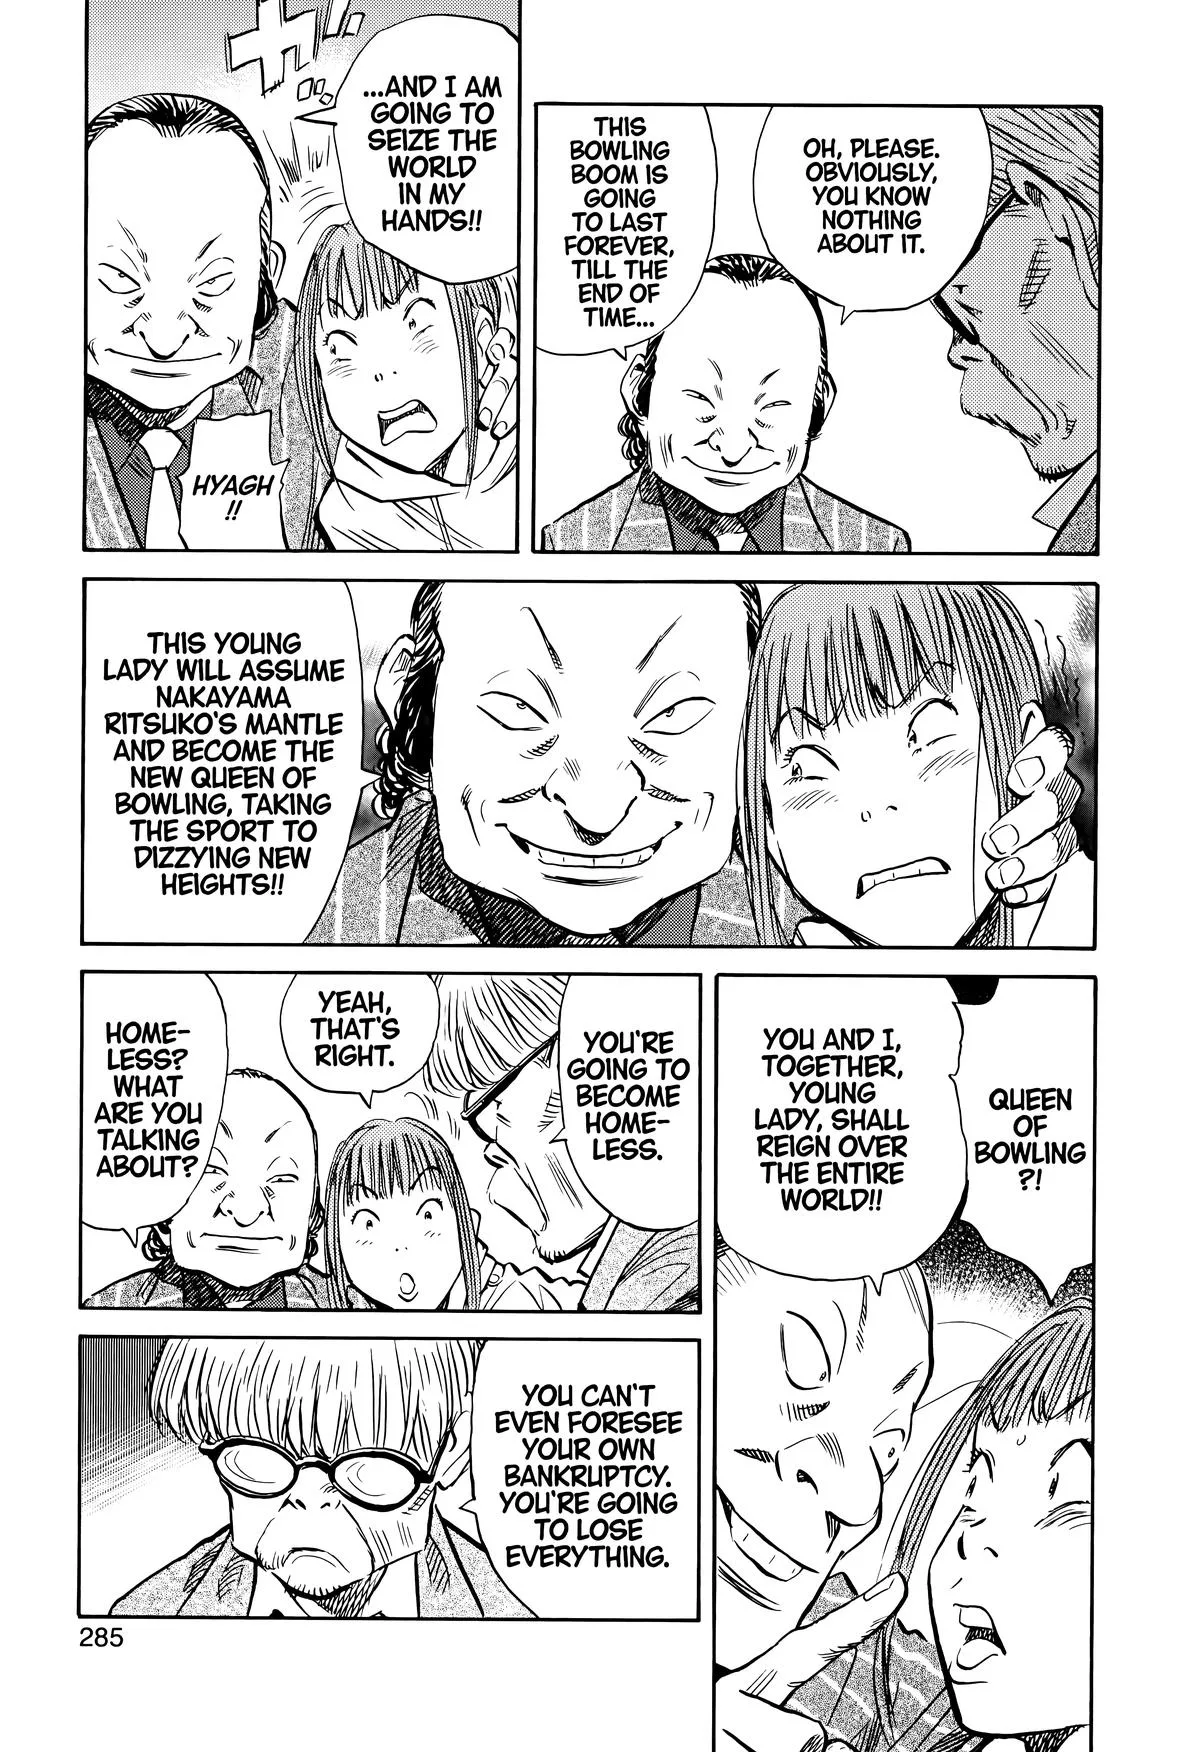 OH, PLEASE.
OBVIOUSLY,
YOU KNOW
NOTHING
ABOUT IT.
THIS
BOWLING
BOOM IS
GOING
TO LAST
FOREVER,
TILL THE
END OF
TIME...
...AND I AM
GOING TO
SEIZE THE
WORLD
IN MY
HANDS!!
ガバ
HYAGH
!!
THIS YOUNG
LADY WILL ASSUME
NAKAYAMA
RITSUKO'S MANTLE
AND BECOME THE
NEW QUEEN OF
BOWLING, TAKING
THE SPORT TO
DIZZYING NEW
HEIGHTS!!
QUEEN
OF
BOWLING
?!
YOU AND I,
TOGETHER,
YOUNG
LADY, SHALL
REIGN OVER
THE ENTIRE
WORLD!!
YOU'RE
GOING TO
BECOME
HOME-
LESS.
YEAH,
THAT'S
RIGHT.
HOME-
LESS?
WHAT
ARE YOU
TALKING
ABOUT?
YOU CAN'T
EVEN FORESEE
YOUR OWN
BANKRUPTCY.
YOU'RE GOING
TO LOSE
EVERYTHING.
285